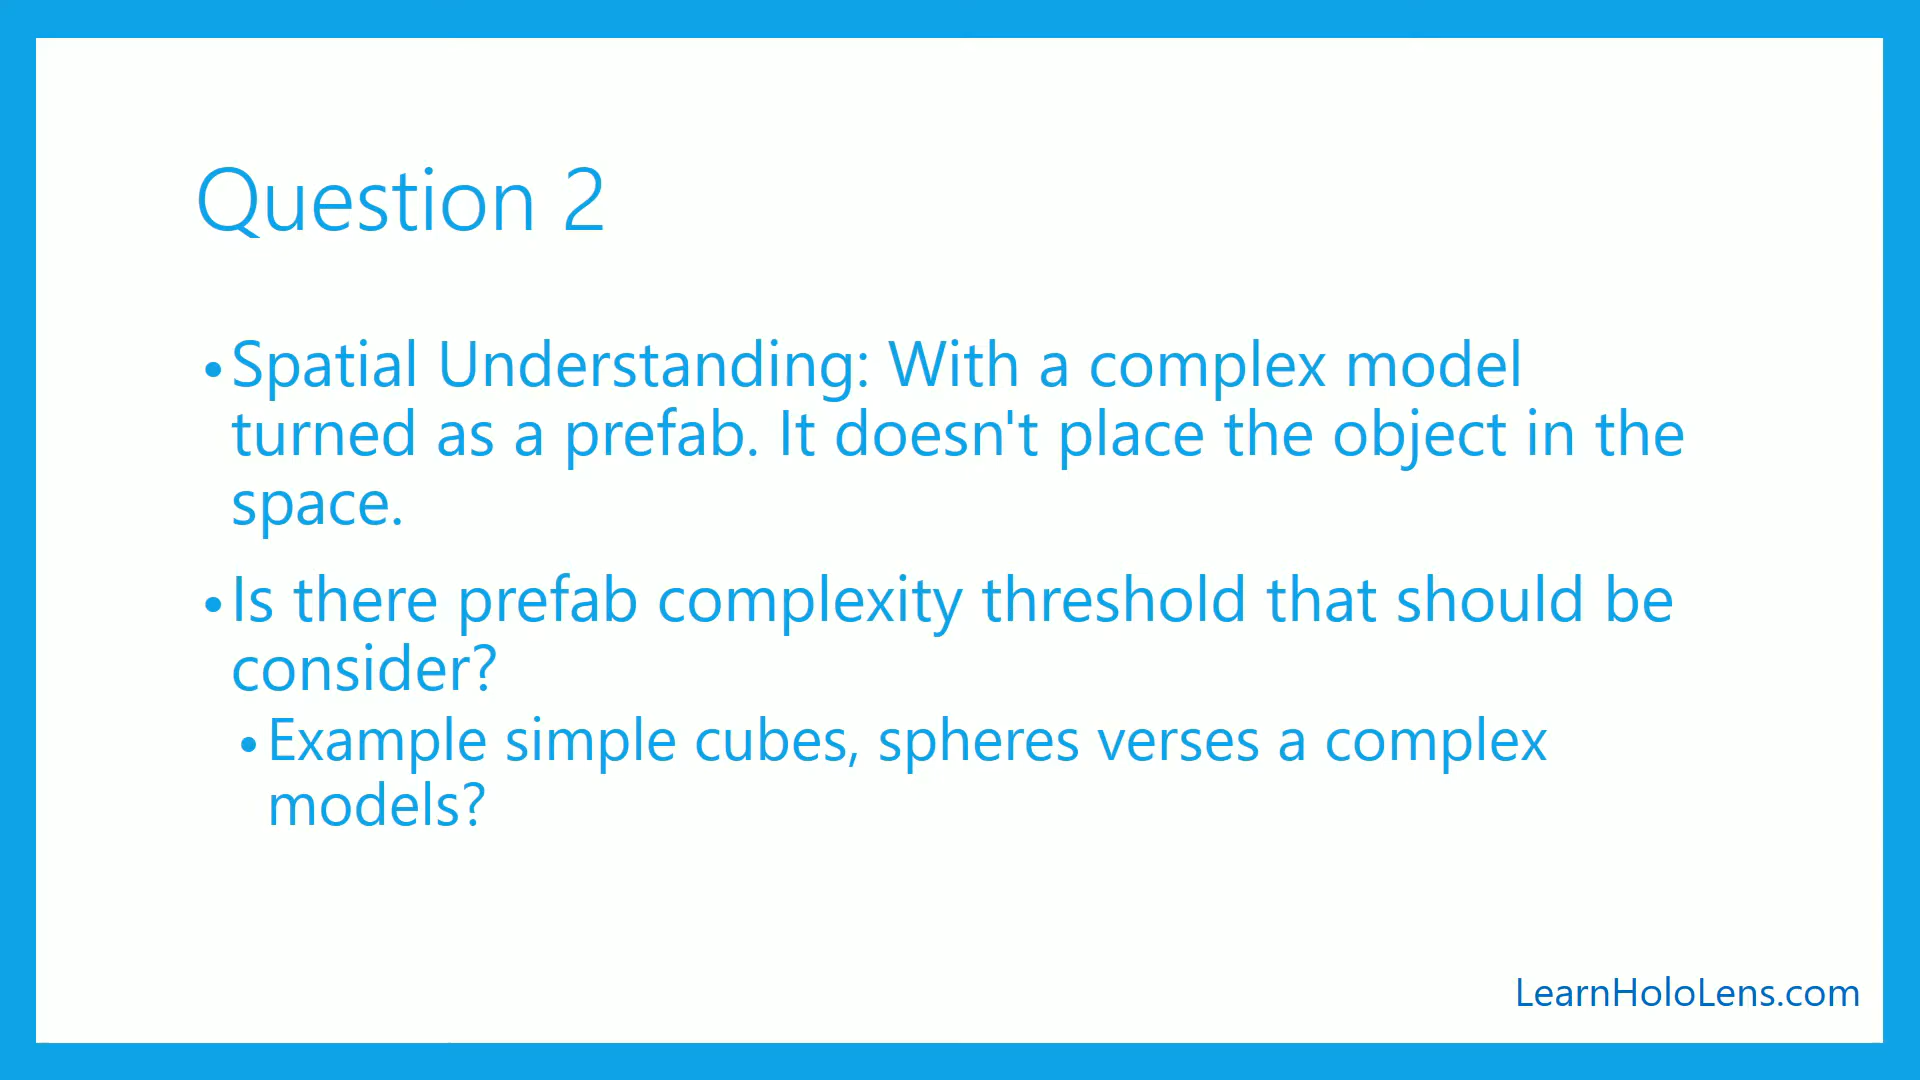 Question 2
•Spatial Understanding: With a complex model
turned as a prefab. It doesn't place the object in the
space.
•Is there prefab complexity threshold that should be
consider?
•Example simple cubes, spheres verses a complex
models?
LearnHoloLens.com